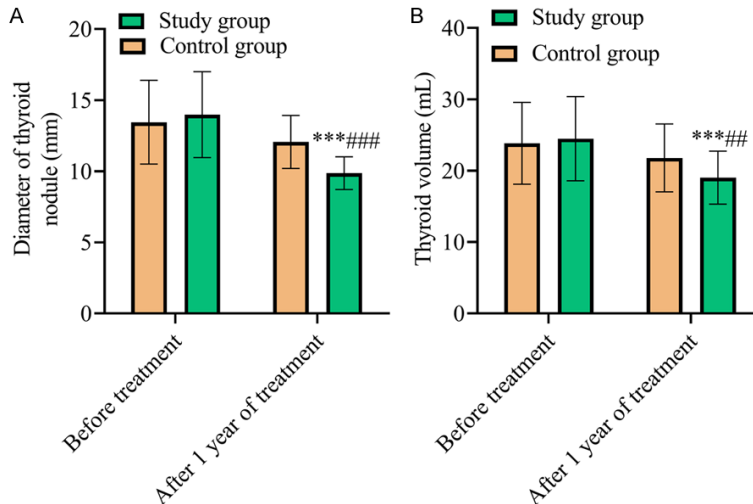 A
Study group
Control group
Diameter of thyroid
nodule (mm)
20
15
10
5
0
***###
Before treatment
After 1 year of treatment
B
Study group
Control group
Thyroid volume (mL)
40
30
20
10
0
***##
Before treatment
After 1 year of treatment